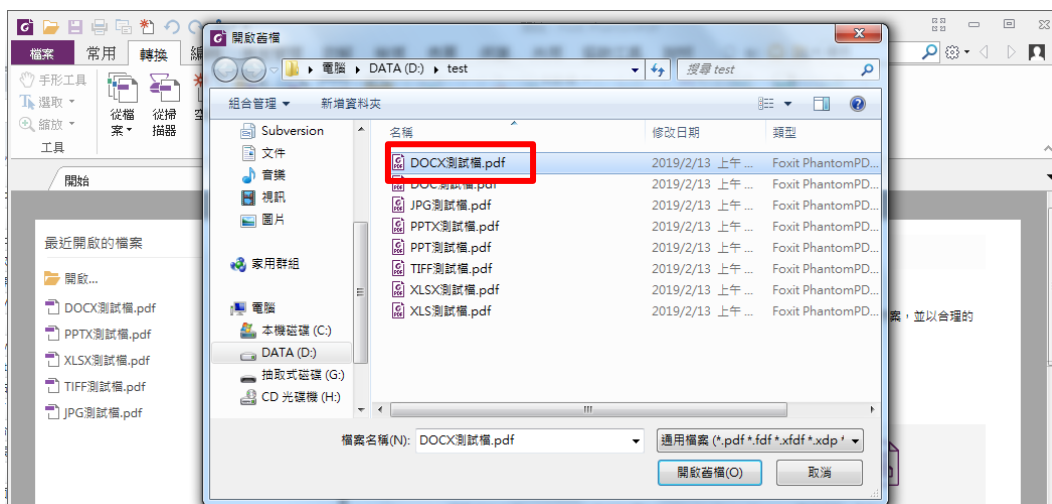 檔案 常用 轉換 編
手形工具
選取
縮放
工具
從檔
案
從掃
描器
空
開始
最近開啟的檔案
開啟...
DOCX測試檔.pdf
PPTX測試檔.pdf
XLSX測試檔.pdf
TIFF測試檔.pdf
JPG測試檔.pdf
案，並以合理的
開啟舊檔
電腦 DATA (D:) test
搜尋 test
組合管理 新增資料夾
Subversion
文件
音樂
視訊
圖片
家用群組
電腦
本機磁碟 (C:)
DATA (D:)
抽取式磁碟 (G:)
CD 光碟機 (H:)
名稱 修改日期 類型
DOCX測試檔.pdf 2019/2/13 上午 ... Foxit PhantomPD...
DOC測試檔.pdf 2019/2/13 上午 ... Foxit PhantomPD...
JPG測試檔.pdf 2019/2/13 上午 ... Foxit PhantomPD...
PPTX測試檔.pdf 2019/2/13 上午 ... Foxit PhantomPD...
PPT測試檔.pdf 2019/2/13 上午 ... Foxit PhantomPD...
TIFF測試檔.pdf 2019/2/13 上午 ... Foxit PhantomPD...
XLSX測試檔.pdf 2019/2/13 上午 ... Foxit PhantomPD...
XLS測試檔.pdf 2019/2/13 上午 ... Foxit PhantomPD...
檔案名稱(N): DOCX測試檔.pdf 適用檔案 (*.pdf *.fdf *.xfdf *.xdp *
開啟舊檔(O) 取消